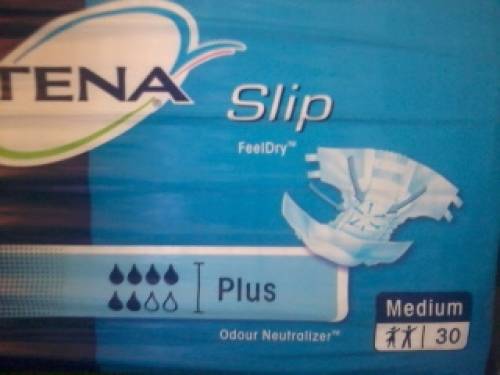 TENA
Slip
FeelDry™
Plus
Odour Neutralizer™
Medium
30